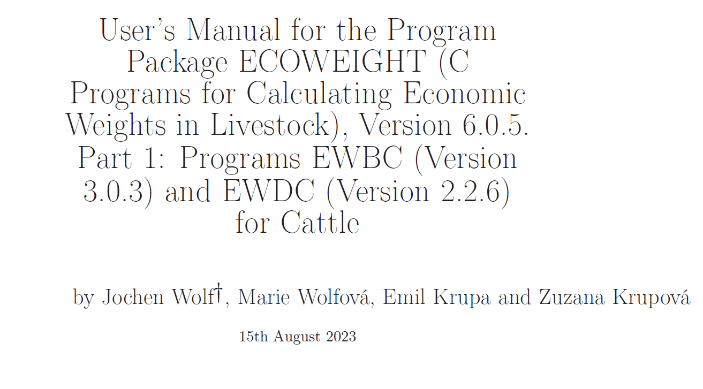 User's Manual for the Program
Package ECOWEIGHT (C
Programs for Calculating Economic
Weights in Livestock), Version 6.0.5.
Part 1: Programs EWBC (Version
3.0.3) and EWDC (Version 2.2.6)
for Cattle
by Jochen Wolf†, Marie Wolfová, Emil Krupa and Zuzana Krupová
15th August 2023